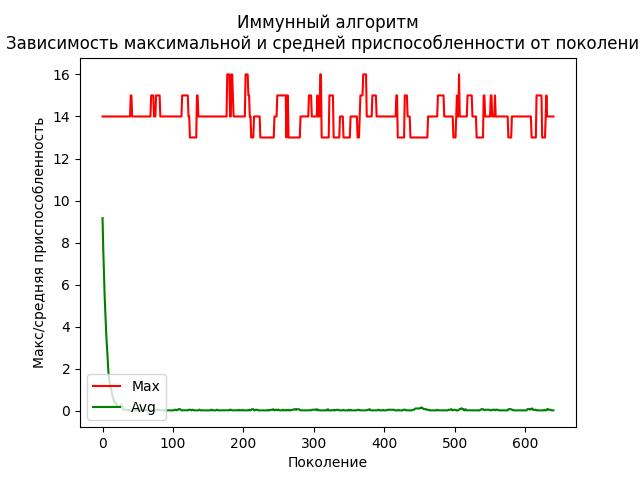 Иммунный алгоритм
Зависимость максимальной и средней приспособленности от поколени
16
14
12
10
8
6
4
2
0
Макс/средняя приспособленность
Max
Avg
0 100 200 300 400 500 600
Поколение